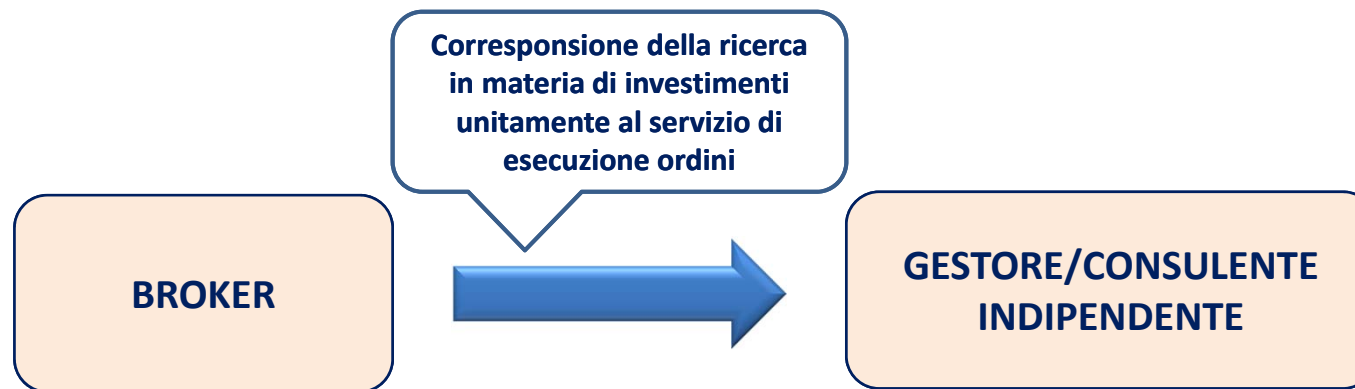 Corresponsione della ricerca
in materia di investimenti
unitamente al servizio di
esecuzione ordini
BROKER
GESTORE/CONSULENTE
INDIPENDENTE